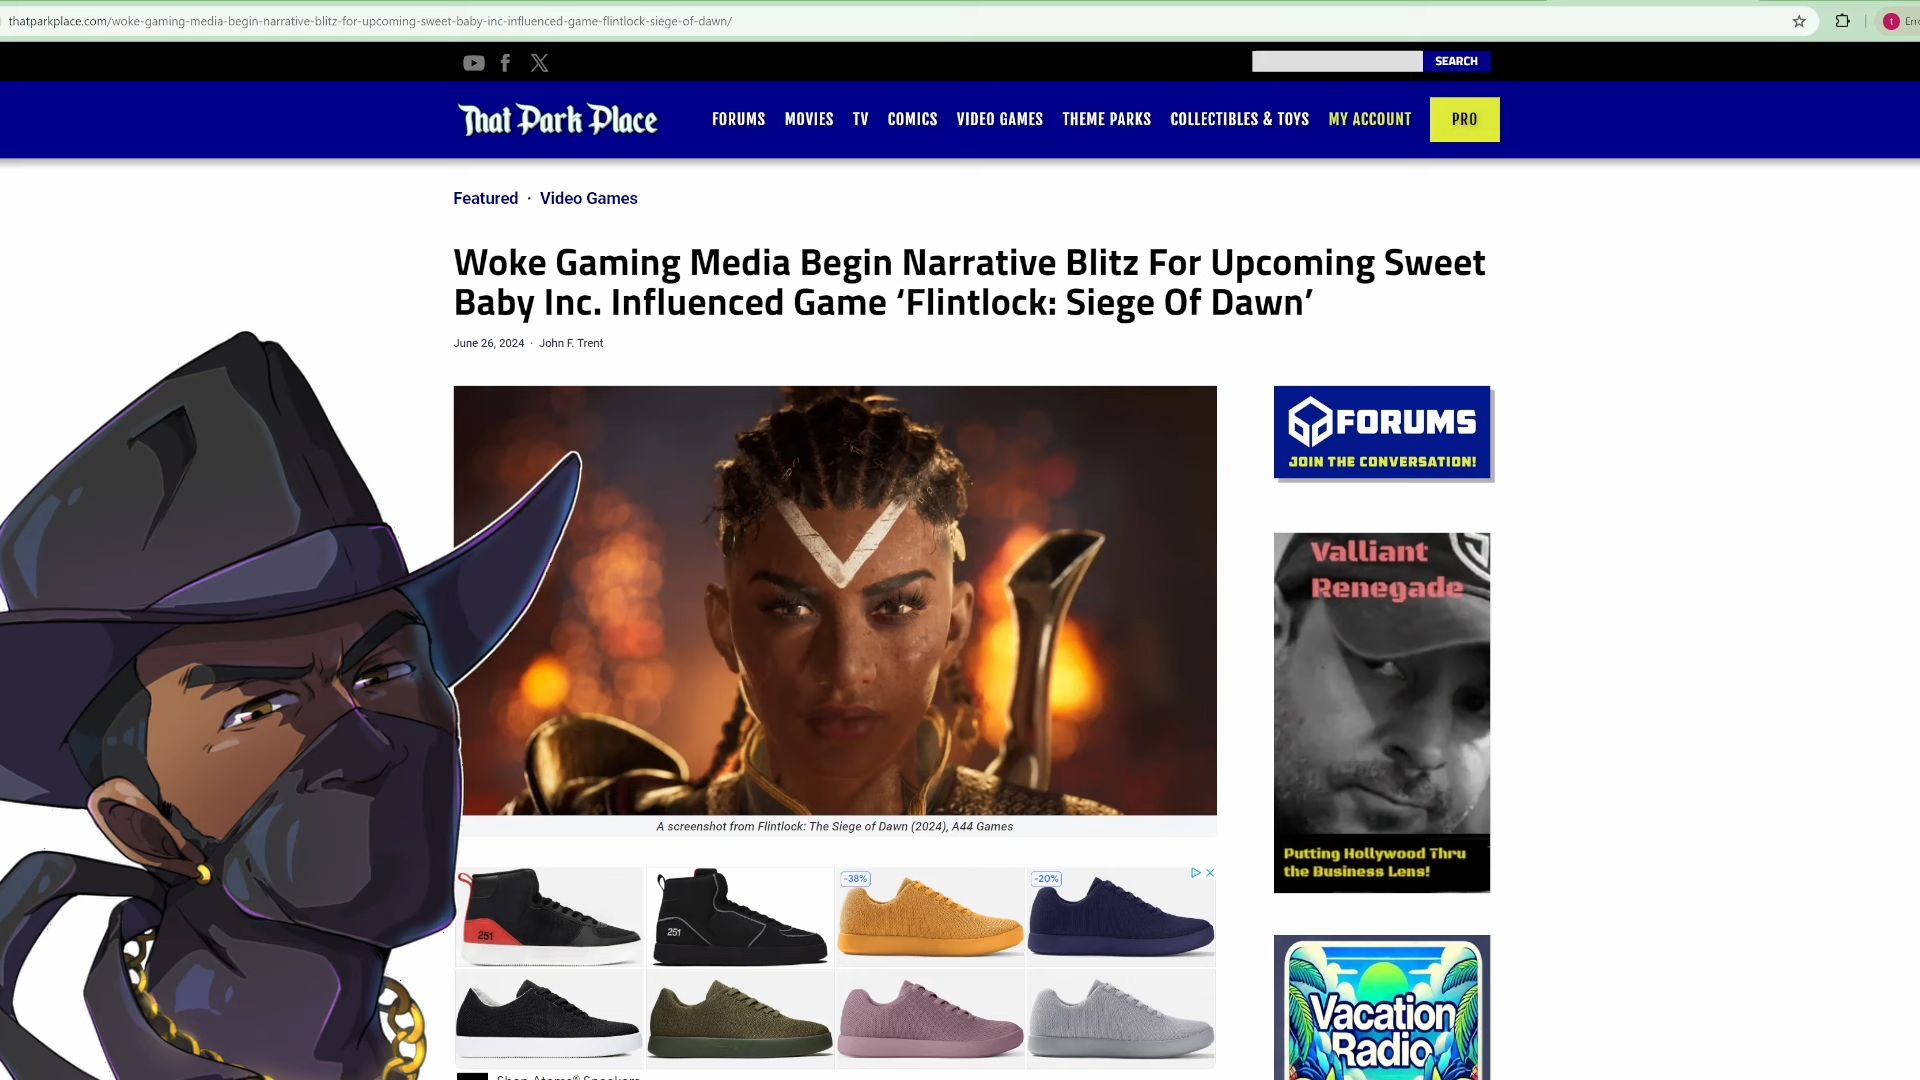 thatparkplace.com/woke-gaming-media-begin-narrative-blitz-for-upcoming-sweet-baby-inc-influenced-game-flintlock-siege-of-dawn/
t
SEARCH
That Park Place
FORUMS MOVIES TV COMICS VIDEO GAMES THEME PARKS COLLECTIBLES & TOYS MY ACCOUNT PRO
Featured · Video Games
Woke Gaming Media Begin Narrative Blitz For Upcoming Sweet
Baby Inc. Influenced Game ‘Flintlock: Siege Of Dawn’
June 26, 2024 · John F. Trent
FORUMS
JOIN THE CONVERSATION!
Valliant
Renegade
Putting Hollywood Thru
the Business Lens!
A screenshot from Flintlock: The Siege of Dawn (2024), A44 Games
-38%
-20%
251
251
Vacation
Radio